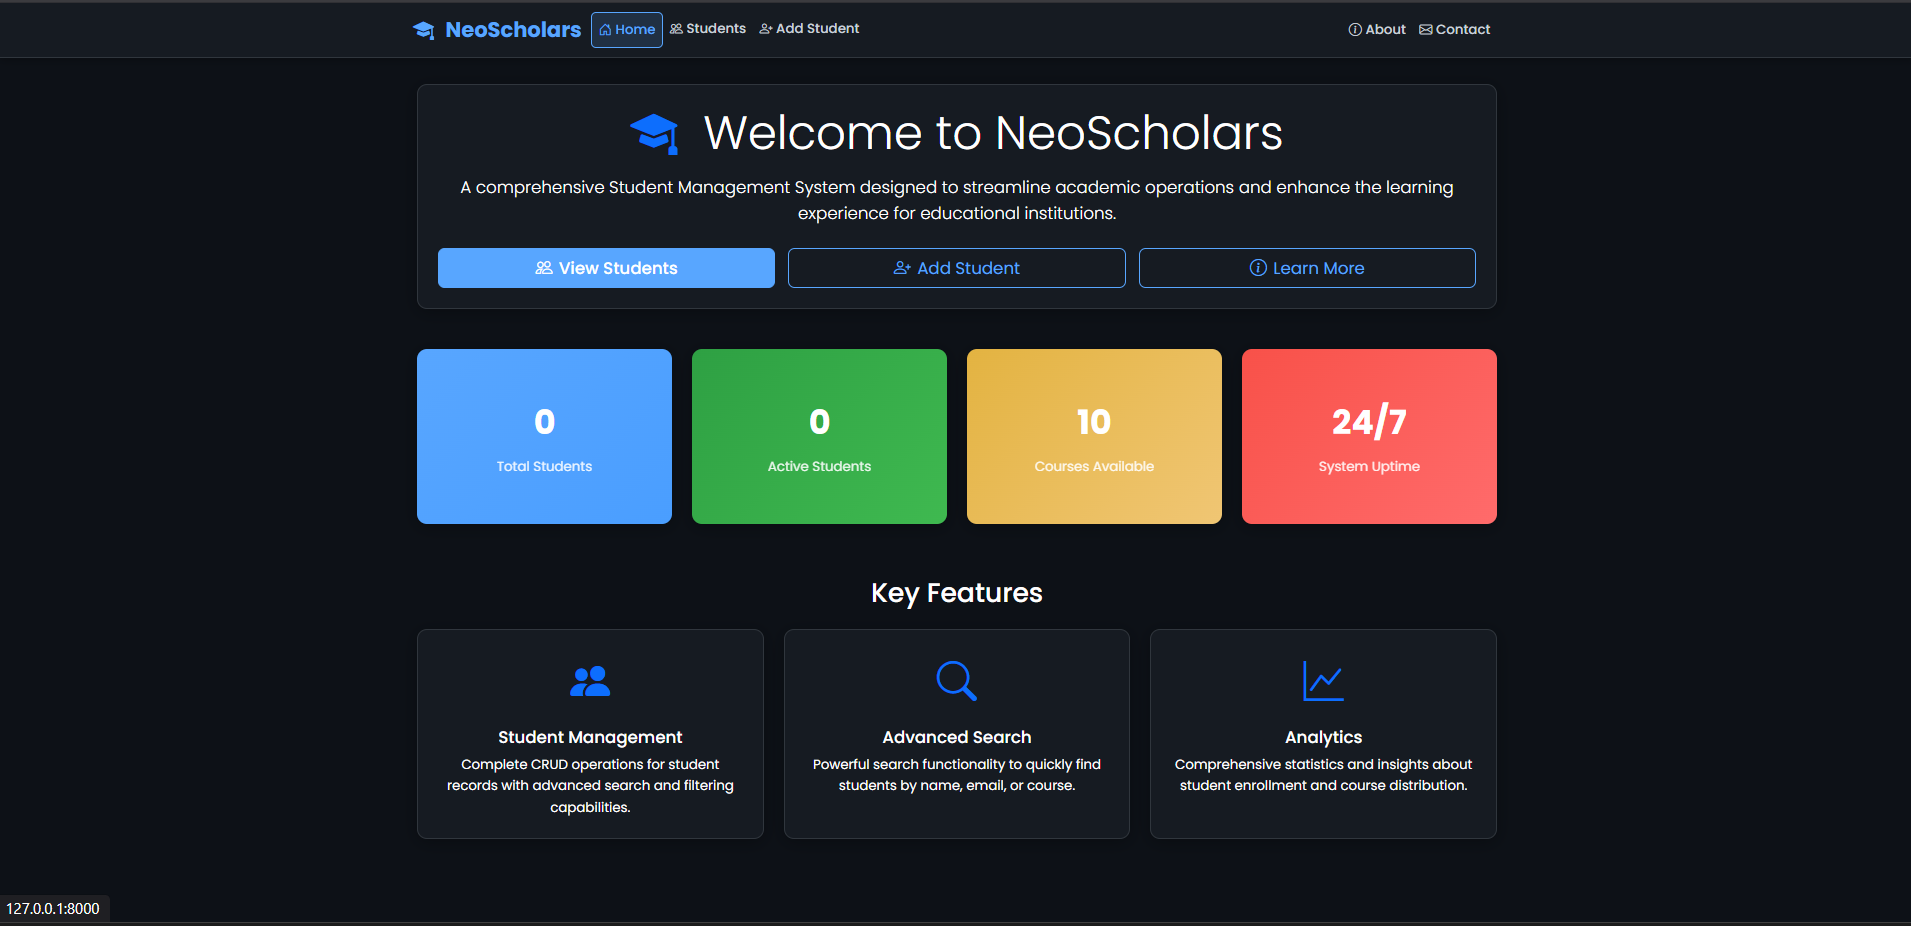 NeoScholars
Home
Students
Add Student
About
Contact
Welcome to NeoScholars
A comprehensive Student Management System designed to streamline academic operations and enhance the learning
experience for educational institutions.
View Students
Add Student
Learn More
0
Total Students
0
Active Students
10
Courses Available
24/7
System Uptime
Key Features
Student Management
Complete CRUD operations for student
records with advanced search and filtering
capabilities.
Advanced Search
Powerful search functionality to quickly find
students by name, email, or course.
Analytics
Comprehensive statistics and insights about
student enrollment and course distribution.
127.0.0.1:8000